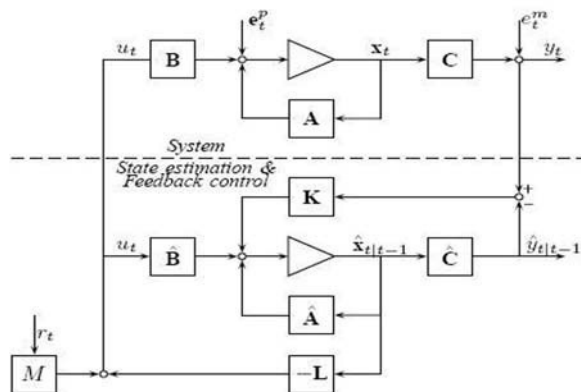 e_t^p
e_t^m
u_t
B
x_t
C
y_t
A
System
State estimation &
Feedback control
K
+
−
u_t
B̂
x̂_{t|t−1}
Ĉ
ŷ_{t|t−1}
Â
r_t
M
−L